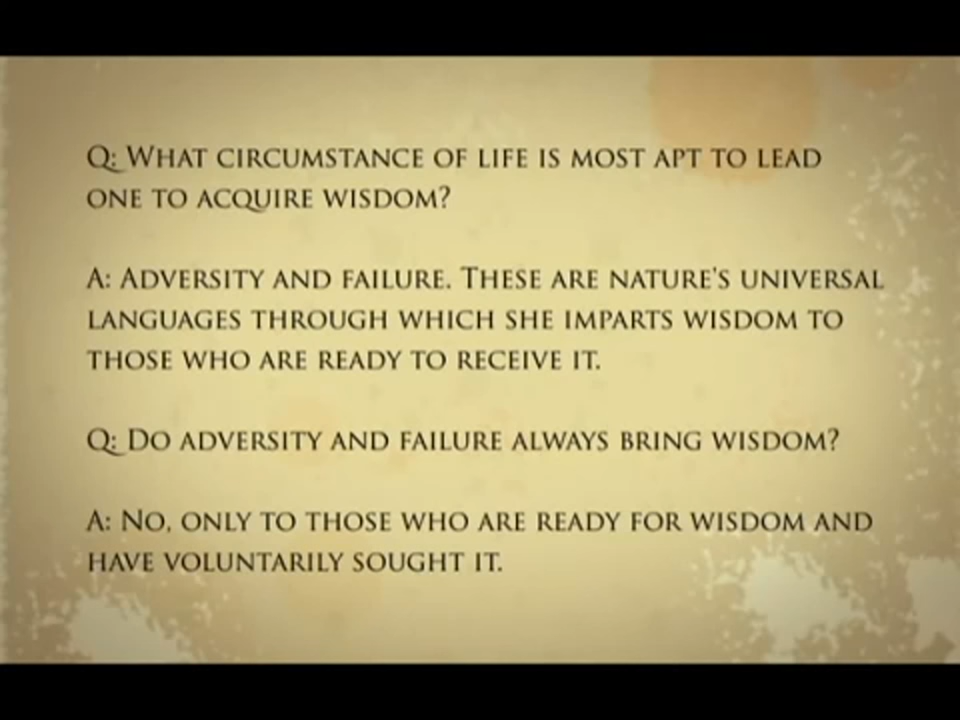 Q: What circumstance of life is most apt to lead
one to acquire wisdom?
A: Adversity and failure. These are nature's universal
languages through which she imparts wisdom to
those who are ready to receive it.
Q: Do adversity and failure always bring wisdom?
A: No, only to those who are ready for wisdom and
have voluntarily sought it.